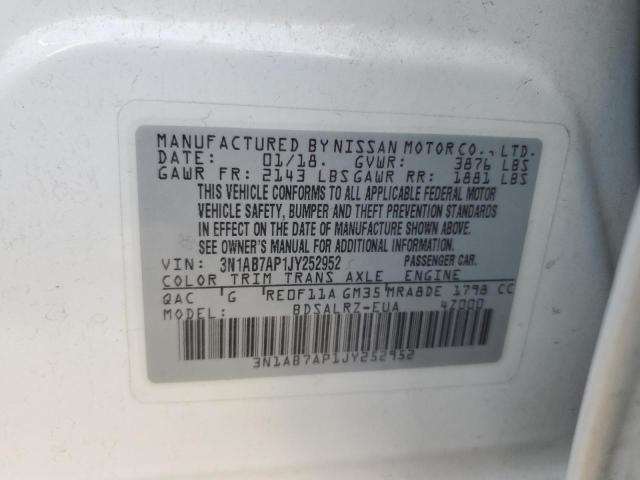 MANUFACTURED BY NISSAN MOTOR CO., LTD.
DATE: 01/18. GVWR: 3876 LBS
GAWR FR: 2143 LBS GAWR RR: 1881 LBS
THIS VEHICLE CONFORMS TO ALL APPLICABLE FEDERAL MOTOR
VEHICLE SAFETY, BUMPER AND THEFT PREVENTION STANDARDS
IN EFFECT ON THE DATE OF MANUFACTURE SHOWN ABOVE.
SEE OWNER'S MANUAL FOR ADDITIONAL INFORMATION.
VIN: 3N1AB7AP1JY252952 PASSENGER CAR.
COLOR TRIM TRANS AXLE ENGINE
QAC G RE0F11A GM35 MRA8DE 1798 CC
MODEL: BDSALRZ-EUA 4Z000
3N1AB7AP1JY252952